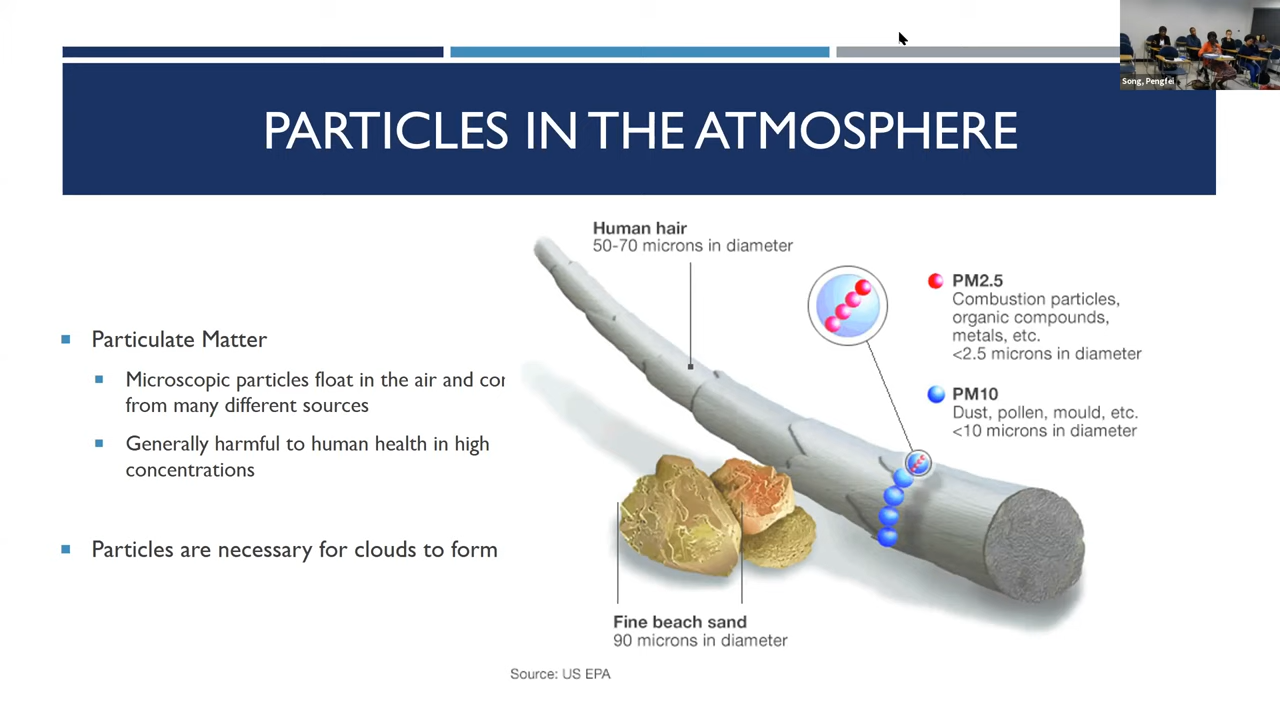 Song, Pengfei
PARTICLES IN THE ATMOSPHERE
Particulate Matter
Microscopic particles float in the air and cor
from many different sources
Generally harmful to human health in high
concentrations
Particles are necessary for clouds to form
Human hair
50-70 microns in diameter
PM2.5
Combustion particles,
organic compounds,
metals, etc.
<2.5 microns in diameter
PM10
Dust, pollen, mould, etc.
<10 microns in diameter
Fine beach sand
90 microns in diameter
Source: US EPA